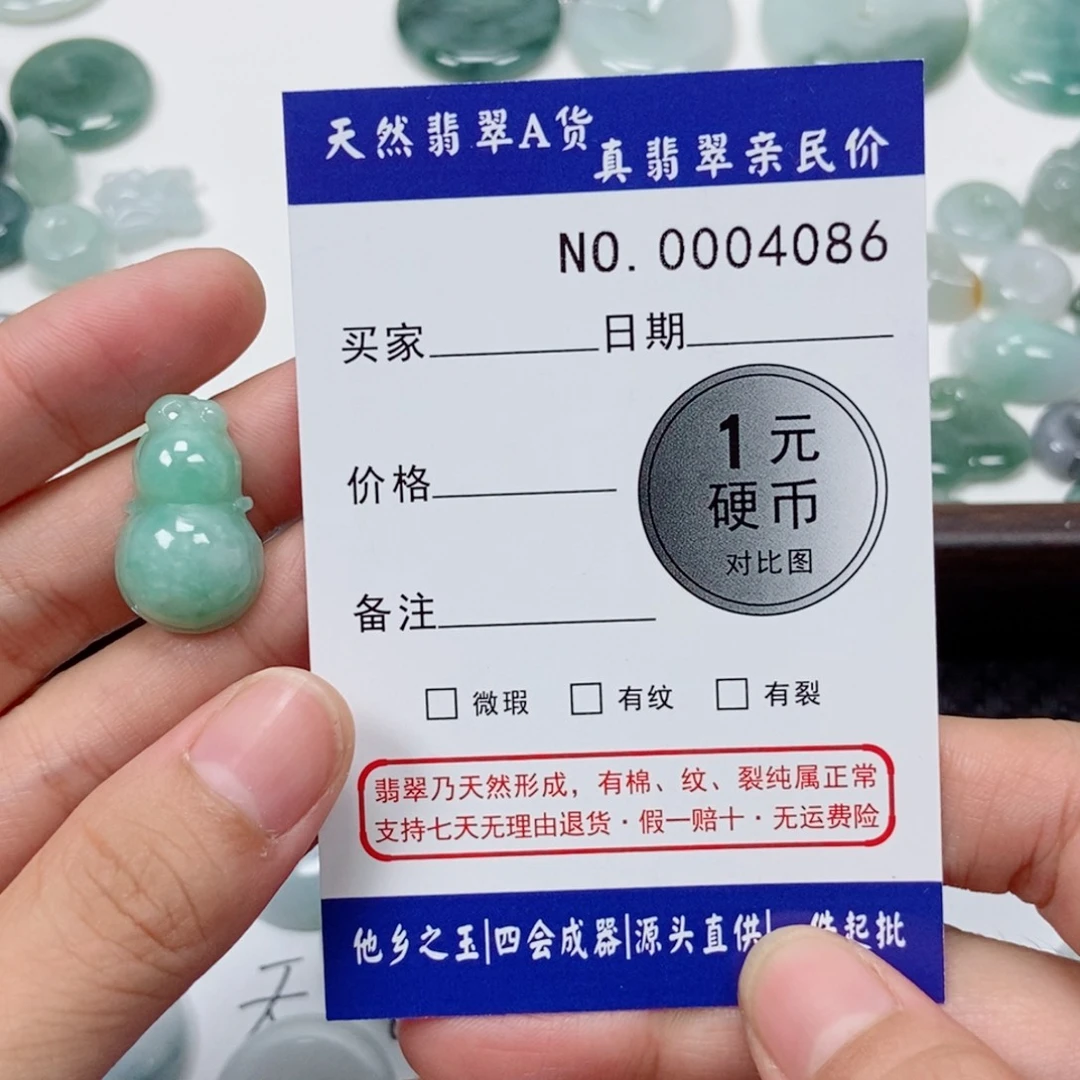 天然翡翠A货
真翡翠亲民价
NO. 0004086
买家 日期
1元
硬币
对比图
价格
备注
微瑕 有纹 有裂
翡翠乃天然形成，有棉、纹、裂纯属正常
支持七天无理由退货·假一赔十·无运费险
他乡之玉|四会成器|源头直供| 件起批
天